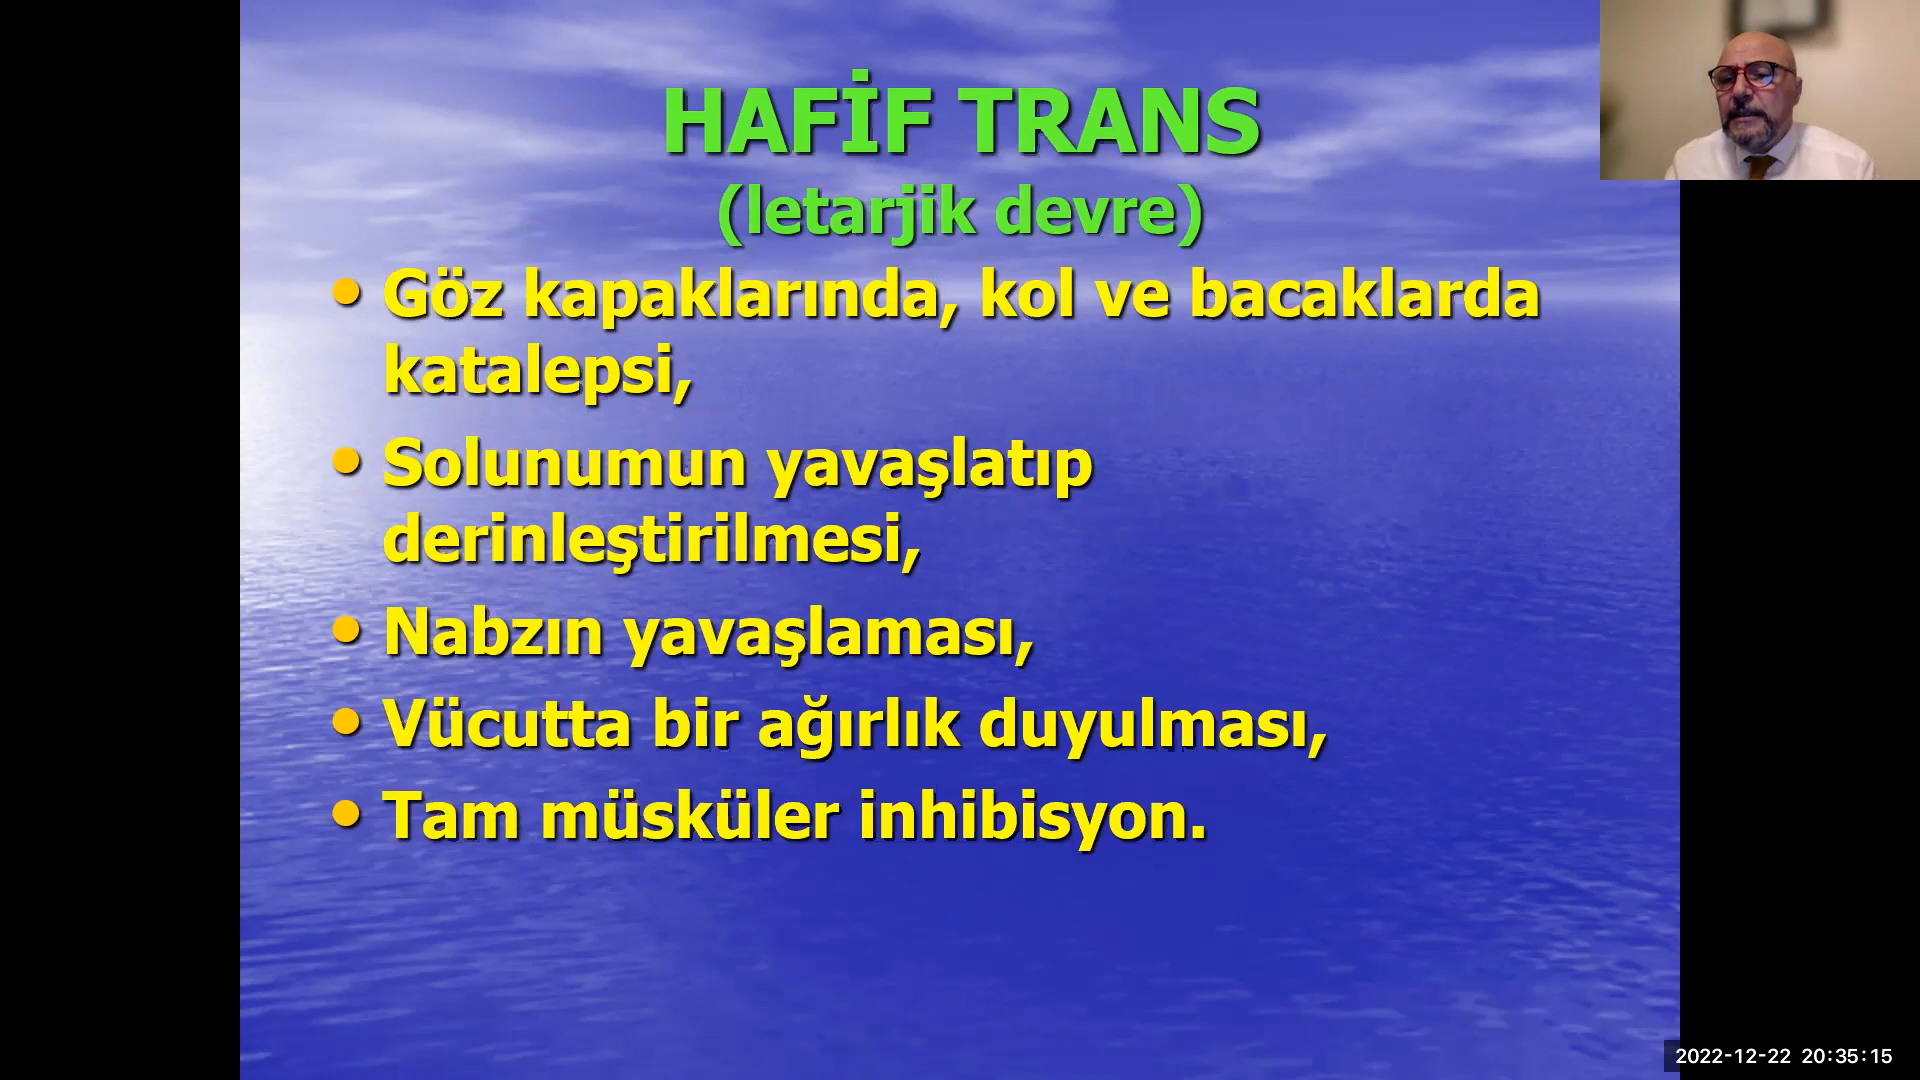 HAFİF TRANS
(letarjik devre)
• Göz kapaklarında, kol ve bacaklarda
katalepsi,
• Solunumun yavaşlatıp
derinleştirilmesi,
• Nabzın yavaşlaması,
• Vücutta bir ağırlık duyulması,
• Tam müsküler inhibisyon.
2022-12-22 20:35:15